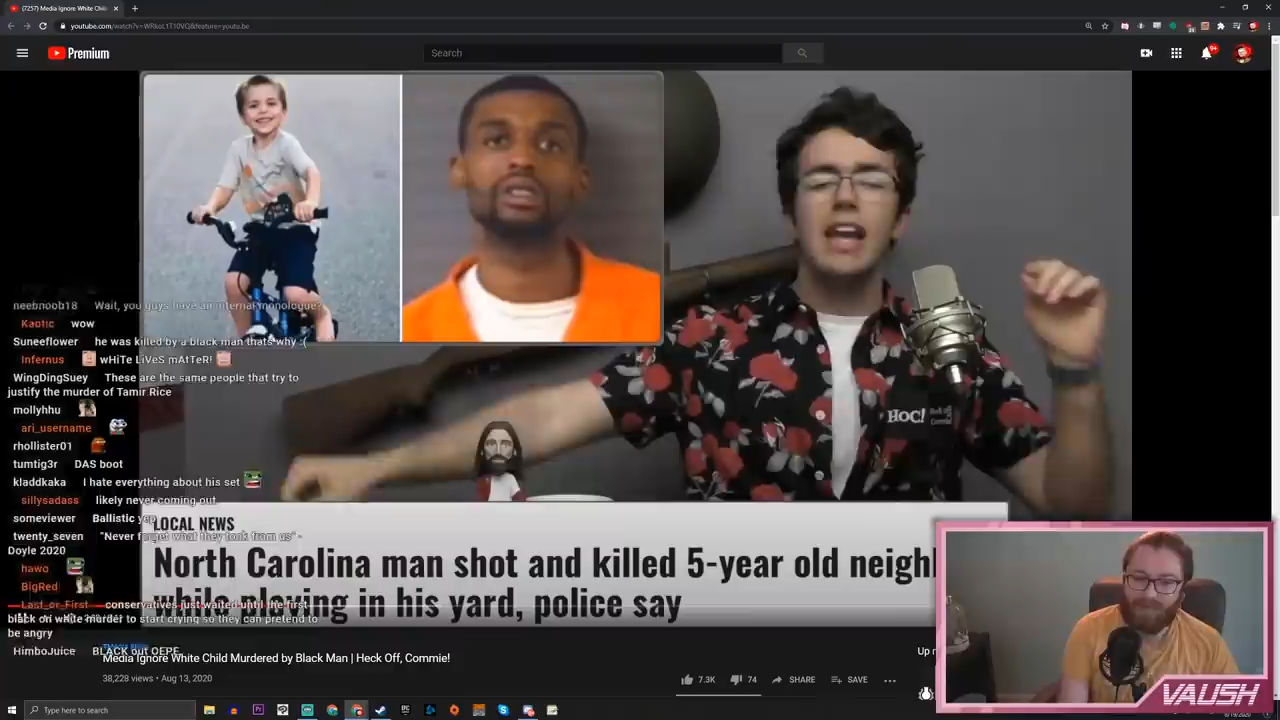 (7257) Media Ignore White Chil
youtube.com/watch?v=WRkoL1T10VQ&feature=youtu.be
Premium
Search
9+
neebnoob18 Wait, you guys have an internal monologue?
Kaotic wow
Suneeflower he was killed by a black man thats why :(
Infernus wHiTe LiVeS mAtTeR!
WingDingSuey These are the same people that try to
justify the murder of Tamir Rice
mollyhhu
ari_username
rhollister01
tumtig3r DAS boot
kladdkaka I hate everything about his set
sillysadass likely never coming out
someviewer Ballistic yep
twenty_seven "Never forget what they took from us" -
Doyle 2020
hawo
BigRed
Last_or_First conservatives just waited until the first
black on white murder to start crying so they can pretend to
be angry
HimboJuice BLACK out OEPE
HOC!
LOCAL NEWS
North Carolina man shot and killed 5-year old neighb
while playing in his yard, police say
Media Ignore White Child Murdered by Black Man | Heck Off, Commie!
Up n
38,228 views • Aug 13, 2020
7.3K
74
SHARE
SAVE
VAUSH
Type here to search